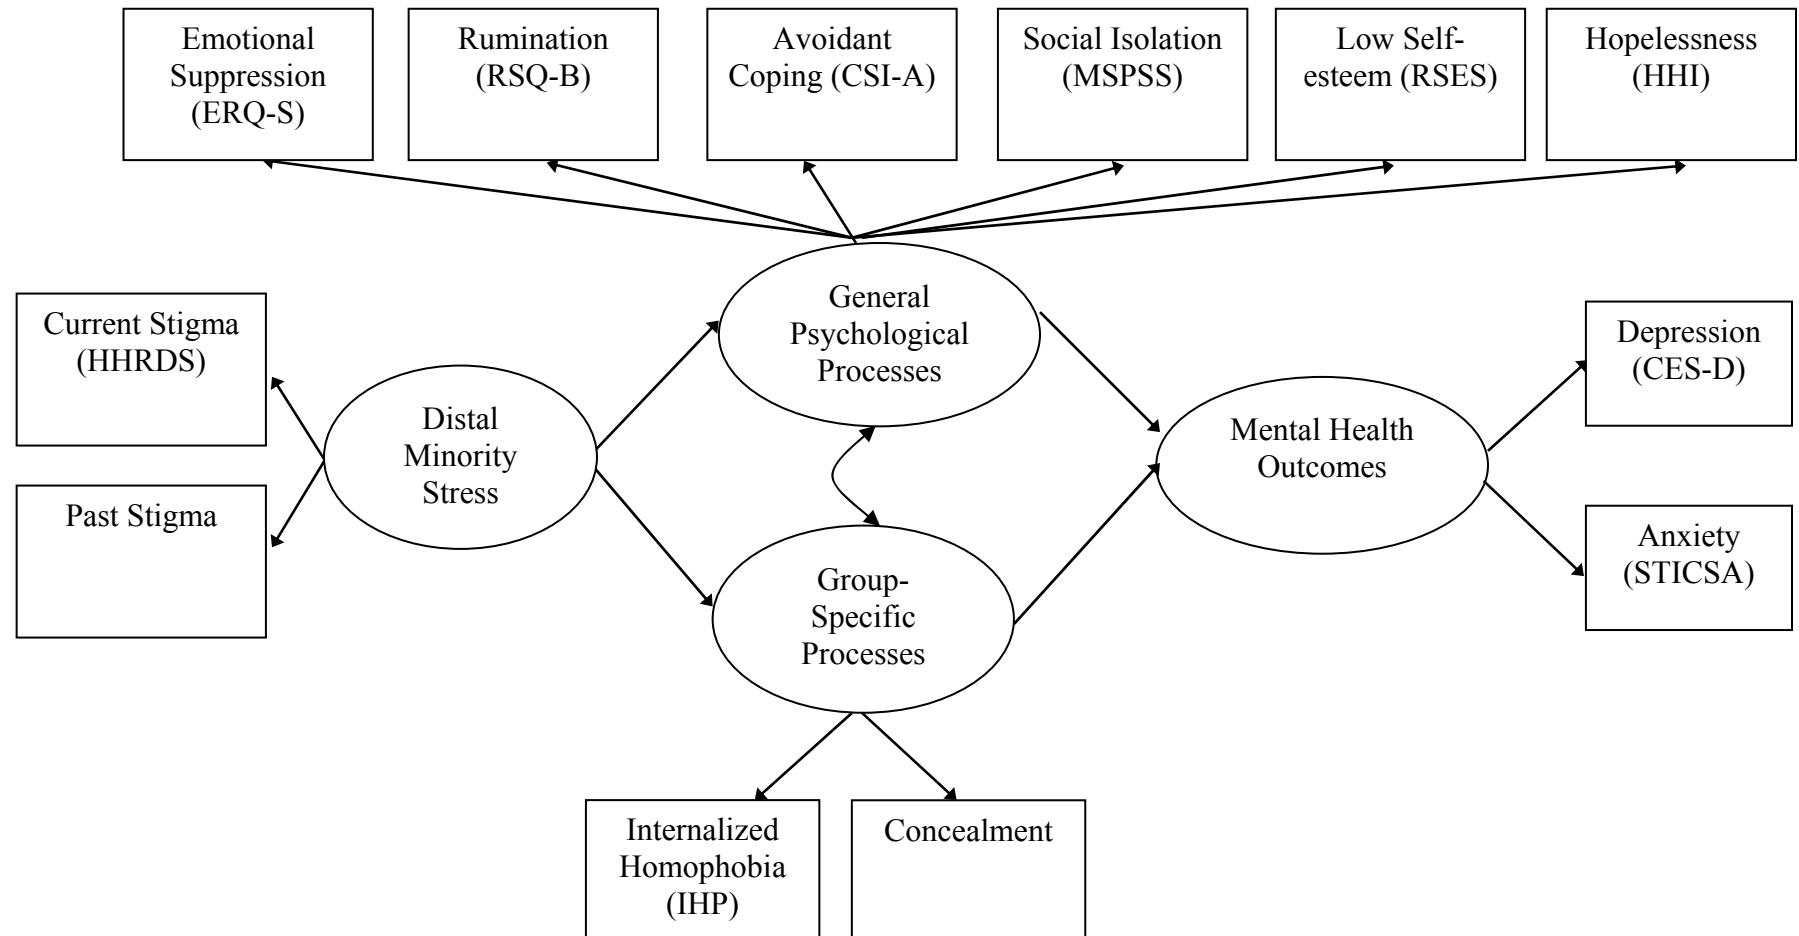 Emotional
Suppression
(ERQ-S)
Rumination
(RSQ-B)
Avoidant
Coping (CSI-A)
Social Isolation
(MSPSS)
Low Self-
esteem (RSES)
Hopelessness
(HHI)
Current Stigma
(HHRDS)
Past Stigma
Distal
Minority
Stress
General
Psychological
Processes
Group-
Specific
Processes
Mental Health
Outcomes
Depression
(CES-D)
Anxiety
(STICSA)
Internalized
Homophobia
(IHP)
Concealment